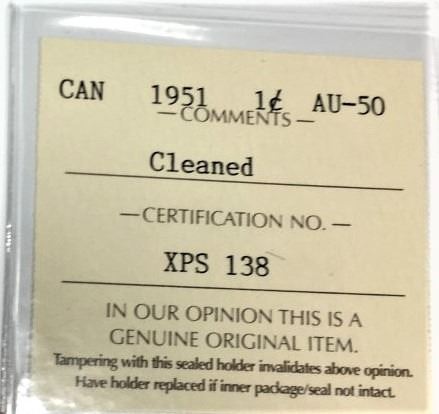 CAN 1951 1¢ AU-50
— COMMENTS —
Cleaned
— CERTIFICATION NO. —
XPS 138
IN OUR OPINION THIS IS A
GENUINE ORIGINAL ITEM.
Tampering with this sealed holder invalidates above opinion.
Have holder replaced if inner package/seal not intact.